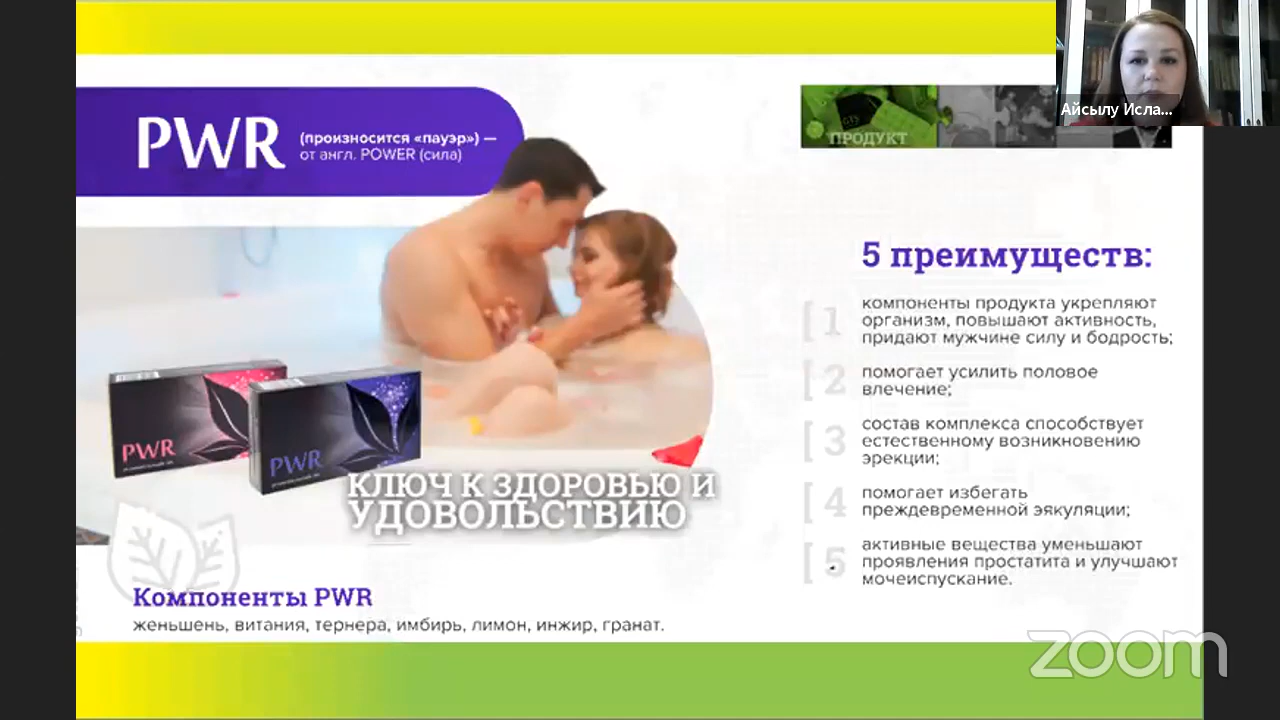 Айсылу Исла...
PWR
(произносится «пауэр») —
от англ. POWER (сила)
ПРОДУКТ
5 преимуществ:
[ 1
компоненты продукта укрепляют
организм, повышают активность,
придают мужчине силу и бодрость;
[ 2
помогает усилить половое
влечение;
[ 3
состав комплекса способствует
естественному возникновению
эрекции;
[ 4
помогает избегать
преждевременной эякуляции;
[ 5
активные вещества уменьшают
проявления простатита и улучшают
мочеиспускание.
PWR
PWR
КЛЮЧ К ЗДОРОВЬЮ И
УДОВОЛЬСТВИЮ
Компоненты PWR
женьшень, витания, тернера, имбирь, лимон, инжир, гранат.
zoom